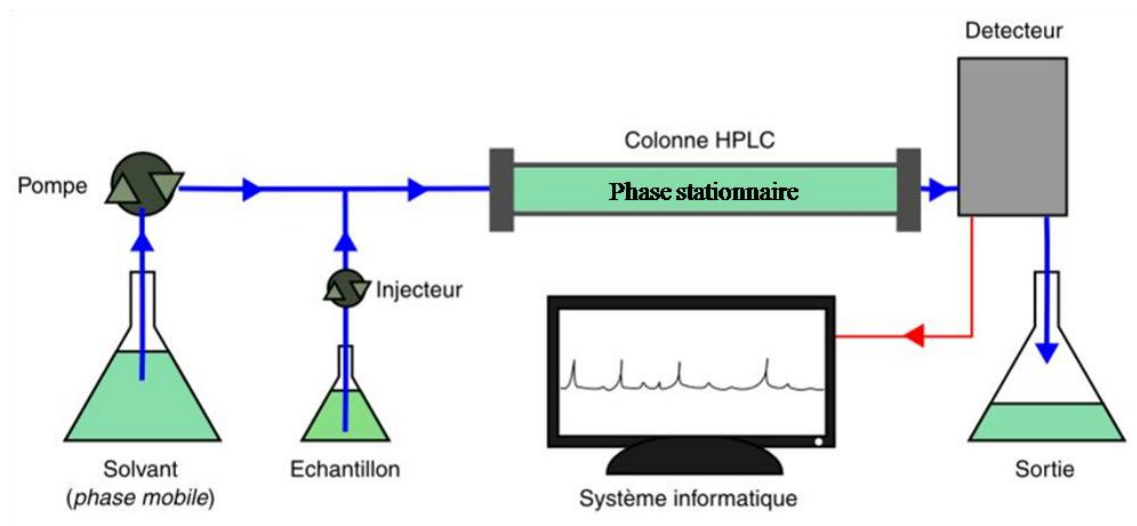 Detecteur
Colonne HPLC
Pompe
Phase stationnaire
Injecteur
Solvant
(phase mobile)
Echantillon
Système informatique
Sortie